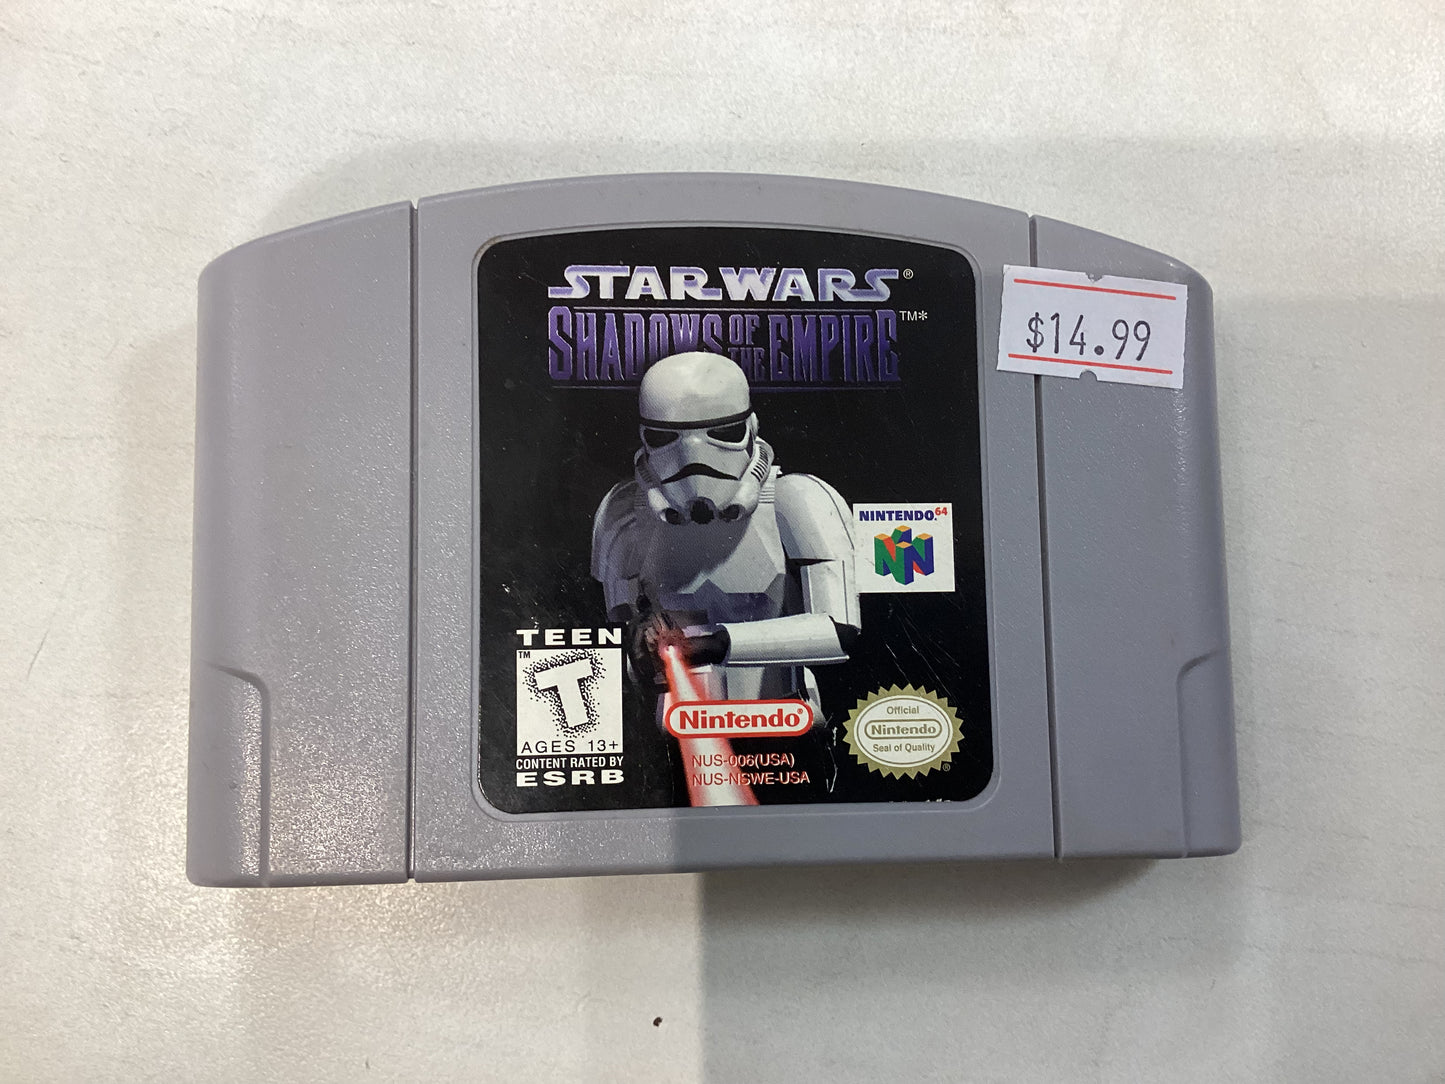 STAR WARS®
SHADOWS OF THE EMPIRE™*
$14.99
NINTENDO64
TEEN
™
T
AGES 13+
CONTENT RATED BY
ESRB
Nintendo®
NUS-006(USA)
NUS-NSWE-USA
Official
Nintendo
Seal of Quality
®